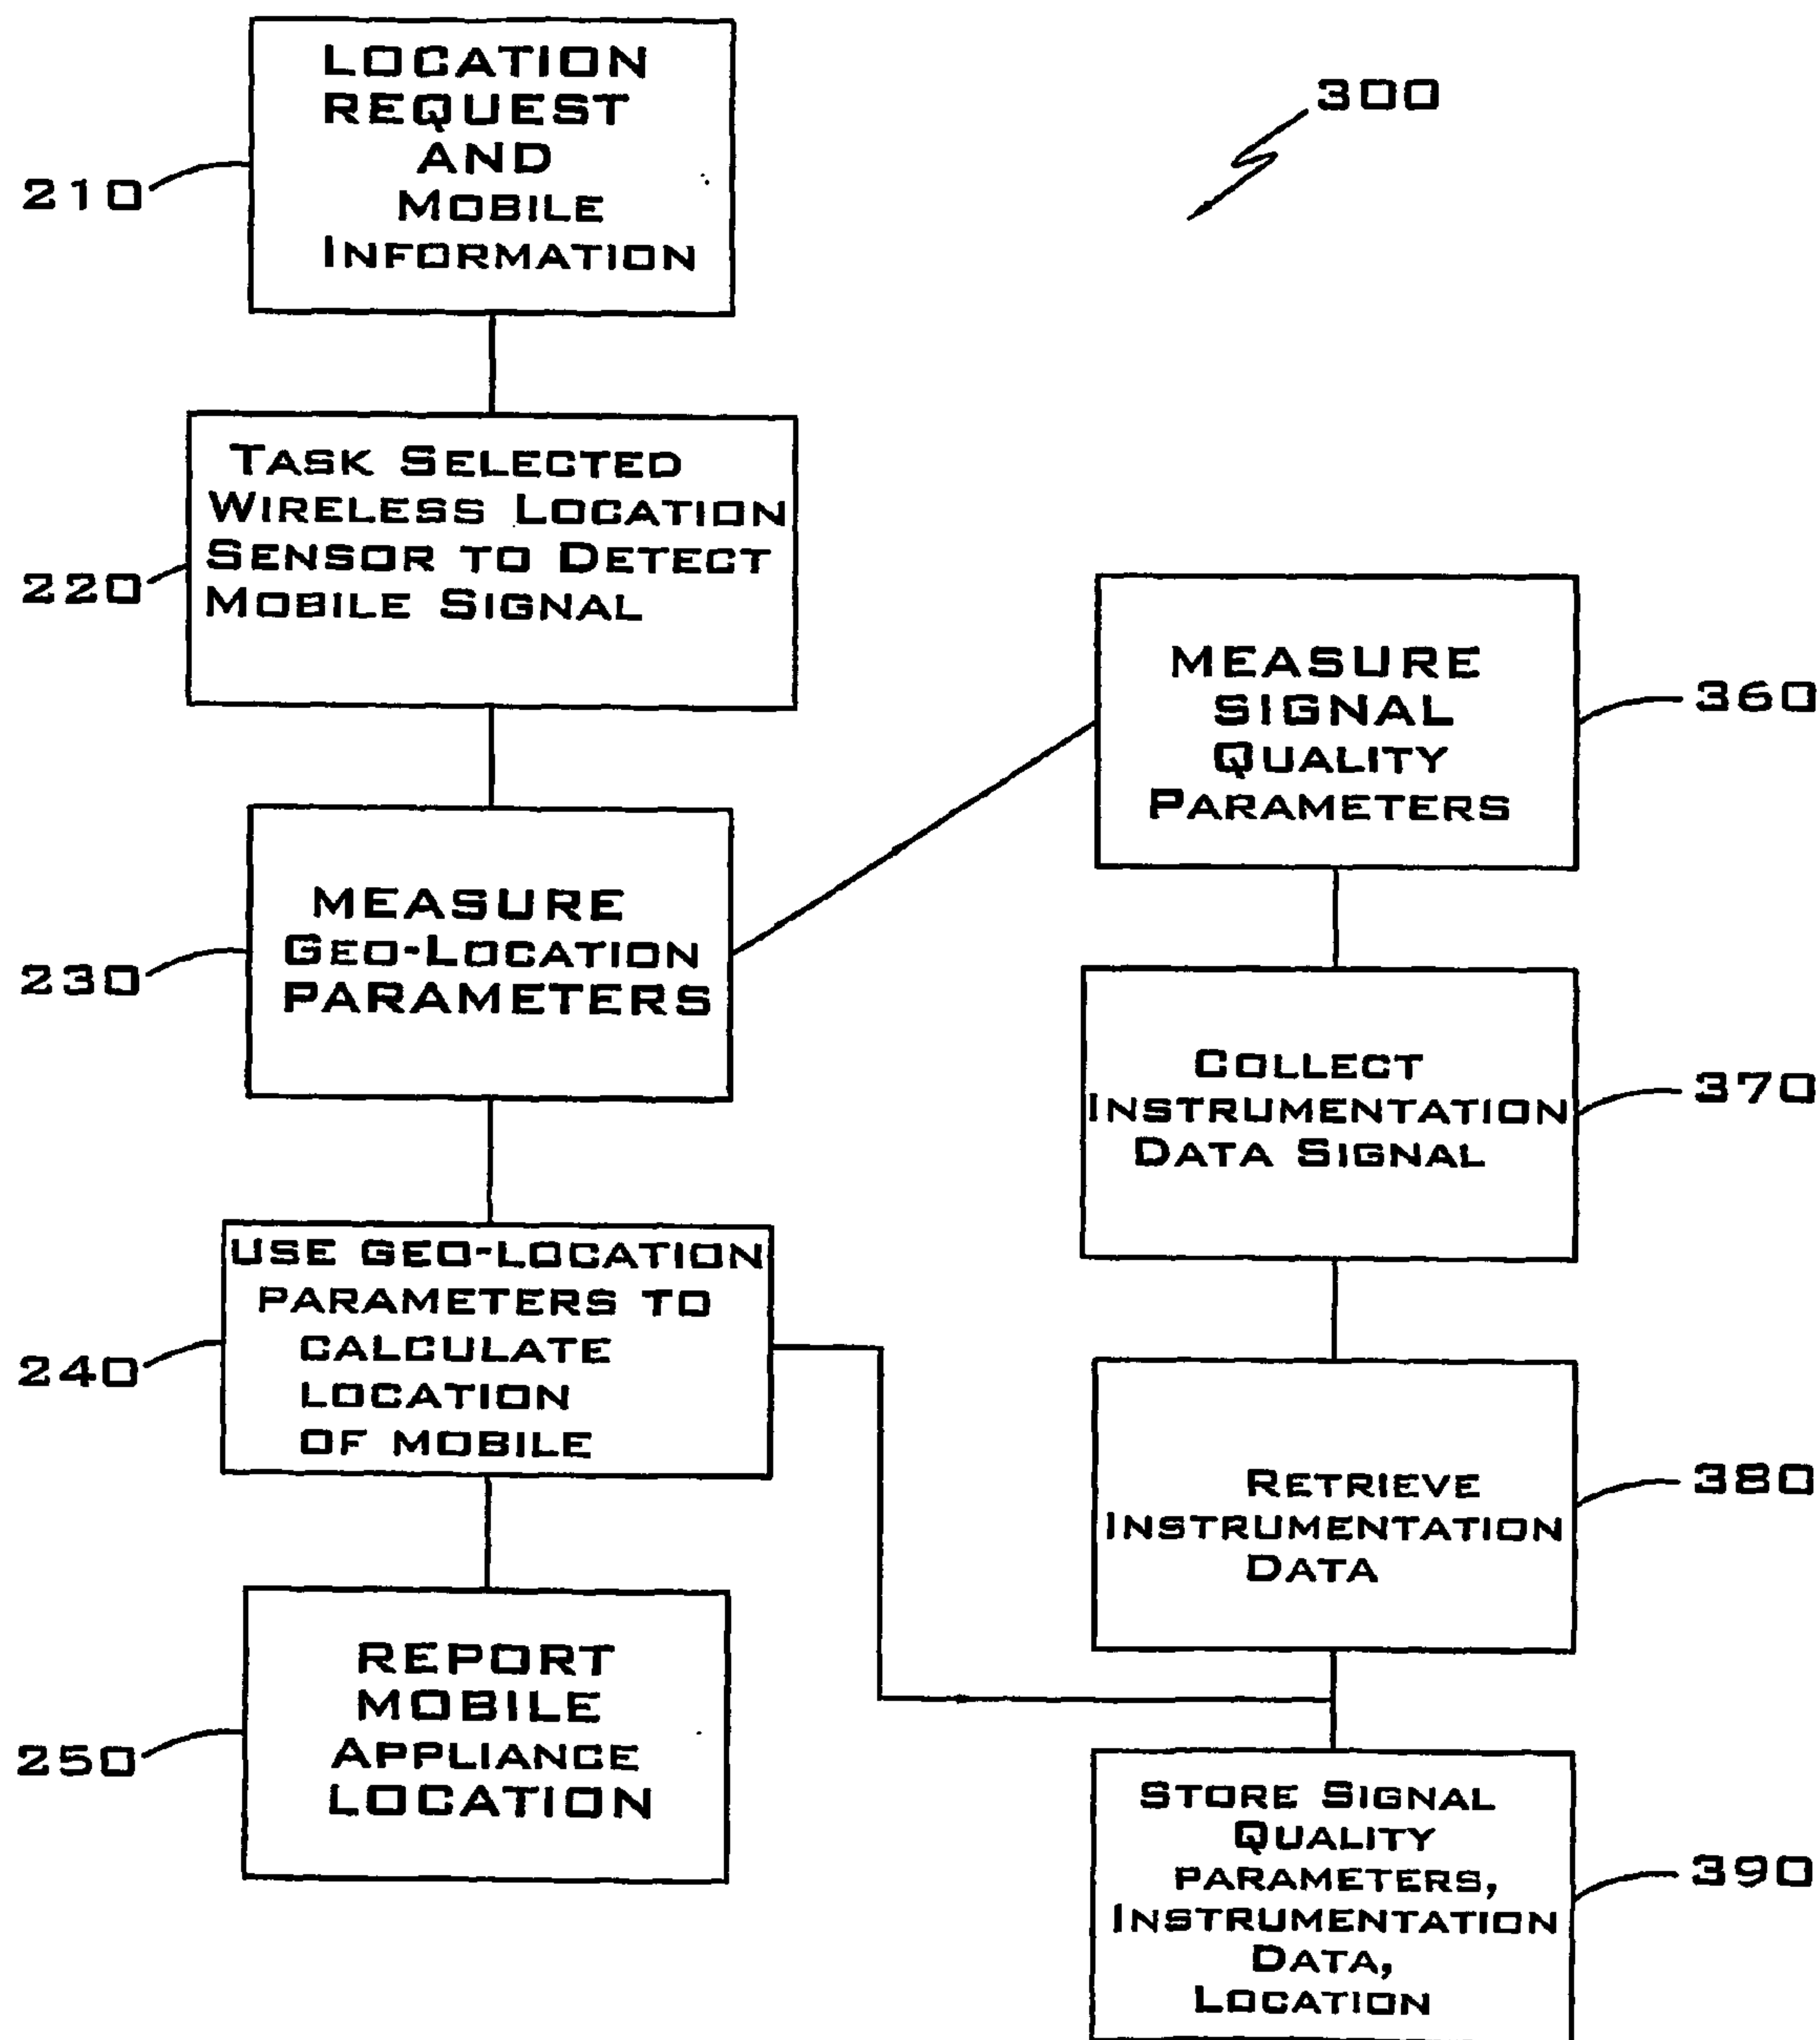 LOCATION
REQUEST
AND
MOBILE
INFORMATION
210
300
TASK SELECTED
WIRELESS LOCATION
SENSOR TO DETECT
MOBILE SIGNAL
220
MEASURE
GEO-LOCATION
PARAMETERS
230
USE GEO-LOCATION
PARAMETERS TO
CALCULATE
LOCATION
OF MOBILE
240
REPORT
MOBILE
APPLIANCE
LOCATION
250
MEASURE
SIGNAL
QUALITY
PARAMETERS
360
COLLECT
INSTRUMENTATION
DATA SIGNAL
370
RETRIEVE
INSTRUMENTATION
DATA
380
STORE SIGNAL
QUALITY
PARAMETERS,
INSTRUMENTATION
DATA,
LOCATION
390